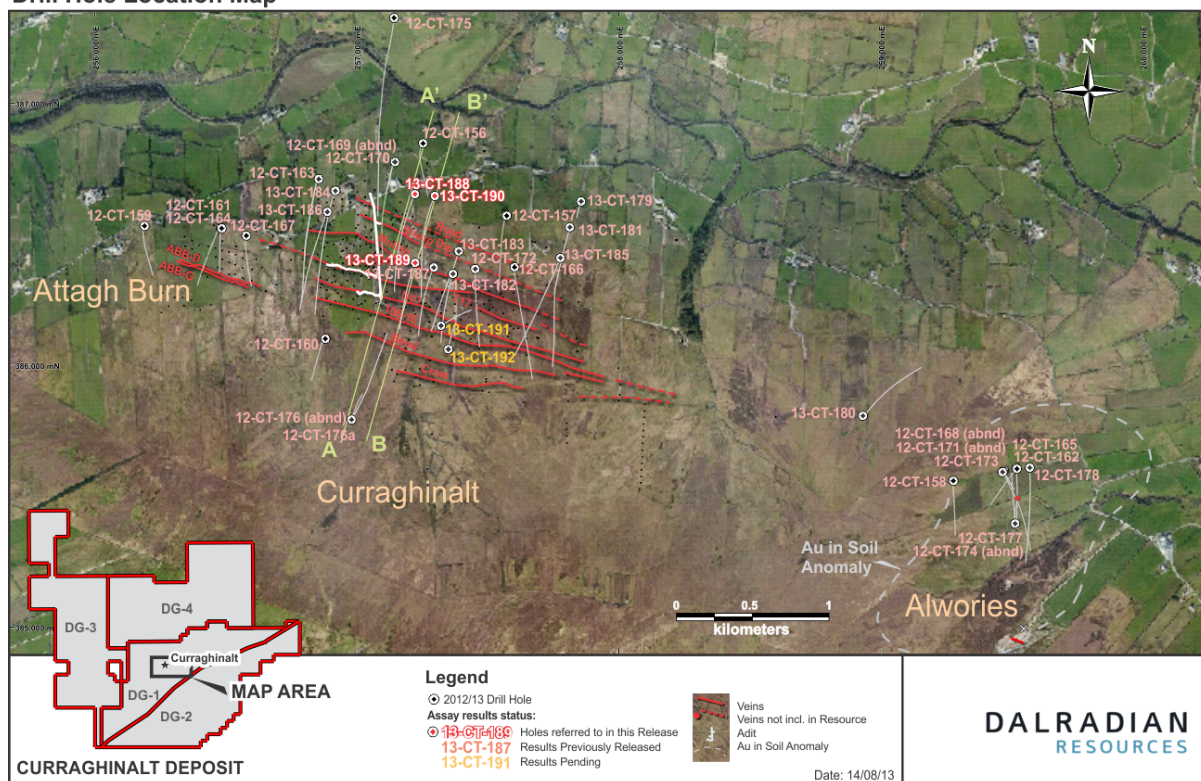 Drill Hole Location Map
256,000 mE
257,000 mE
258,000 mE
259,000 mE
260,000 mE
387,000 mN
386,000 mN
385,000 mN
N
12-CT-175
A'
B'
12-CT-156
12-CT-169 (abnd)
12-CT-170
12-CT-163
13-CT-184
13-CT-186
13-CT-188
13-CT-190
12-CT-159
12-CT-161
12-CT-164
12-CT-167
12-CT-157
13-CT-179
13-CT-181
13-CT-183
12-CT-172
13-CT-185
12-CT-166
13-CT-189
13-CT-187
13-CT-182
ABB-D
ABB-G
Attagh Burn
T17
13-CT-191
12-CT-160
13-CT-192
Crow
12-CT-176 (abnd)
12-CT-176a
A
B
Curraghinalt
13-CT-180
12-CT-168 (abnd)
12-CT-171 (abnd)
12-CT-173
12-CT-165
12-CT-162
12-CT-178
12-CT-158
12-CT-177
12-CT-174 (abnd)
Au in Soil
Anomaly
Alwories
0 0.5 1
kilometers
DG-3
DG-4
Curraghinalt
DG-1
DG-2
MAP AREA
CURRAGHINALT DEPOSIT
Legend
2012/13 Drill Hole
Assay results status:
13-CT-189 Holes referred to in this Release
13-CT-187 Results Previously Released
13-CT-191 Results Pending
Veins
Veins not incl. in Resource
Adit
Au in Soil Anomaly
Date: 14/08/13
DALRADIAN
RESOURCES